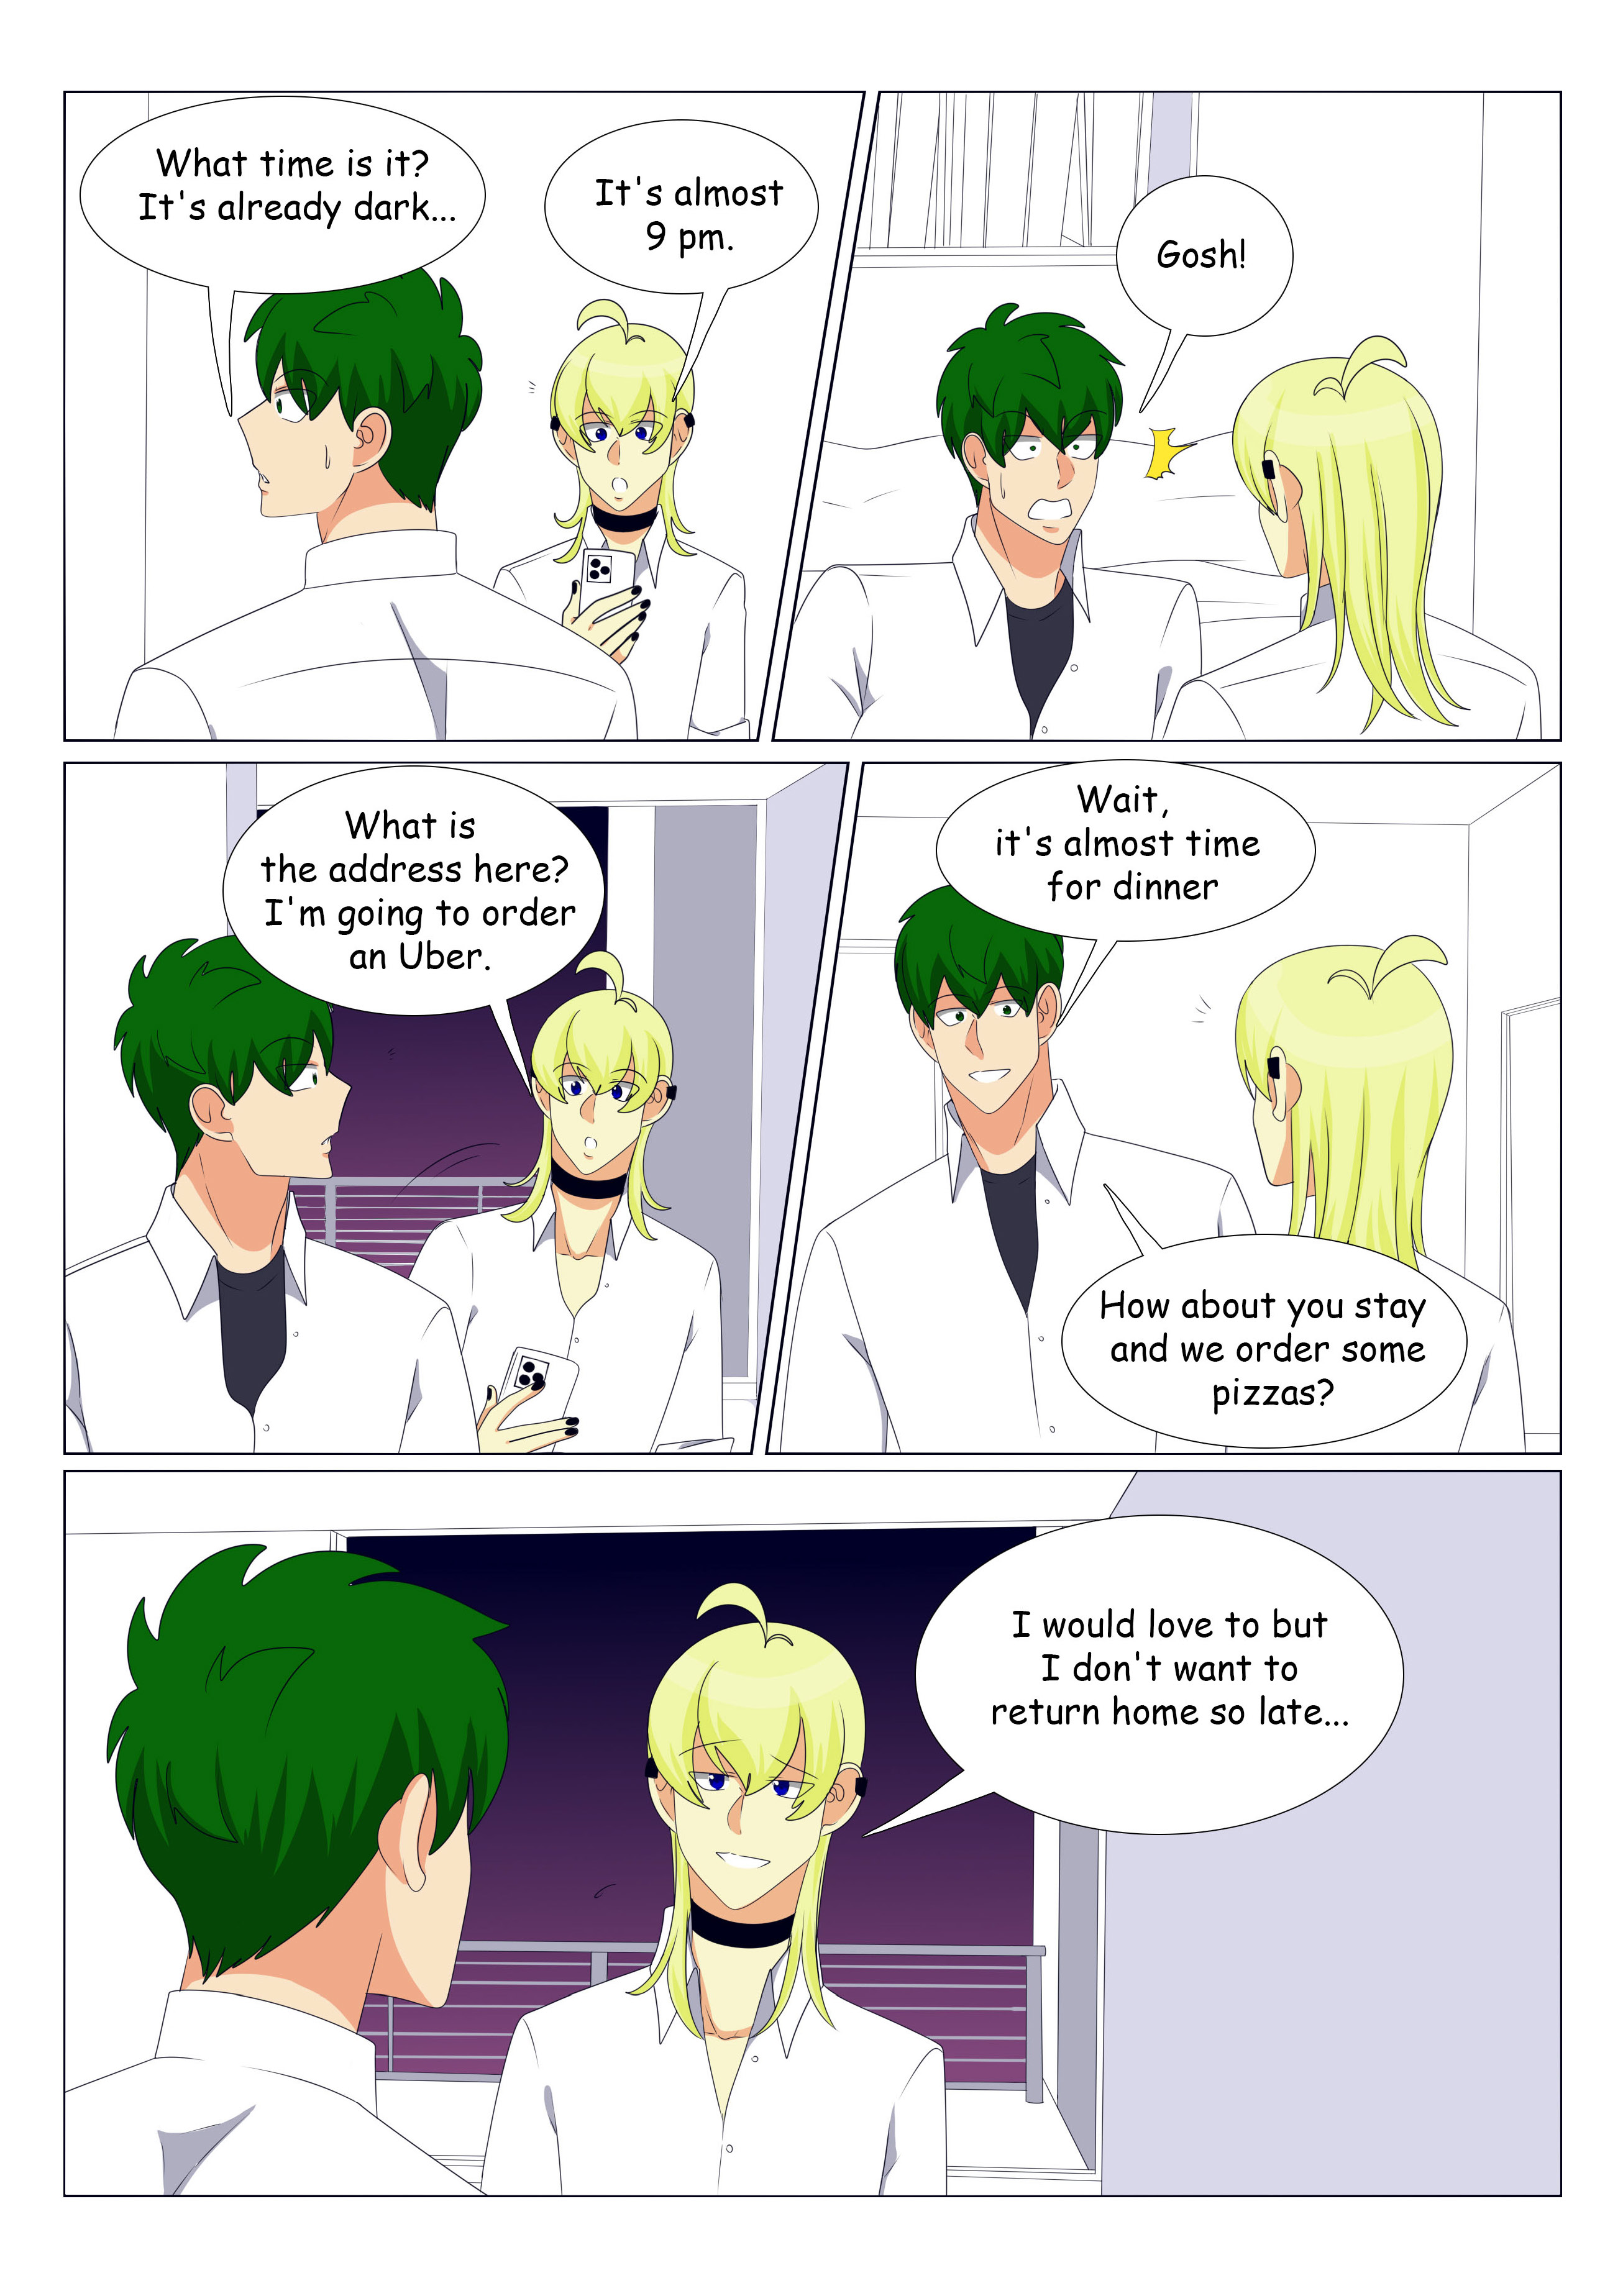 What time is it?
It's already dark...
It's almost
9 pm.
Gosh!
What is
the address here?
I'm going to order
an Uber.
Wait,
it's almost time
for dinner
How about you stay
and we order some
pizzas?
I would love to but
I don't want to
return home so late...